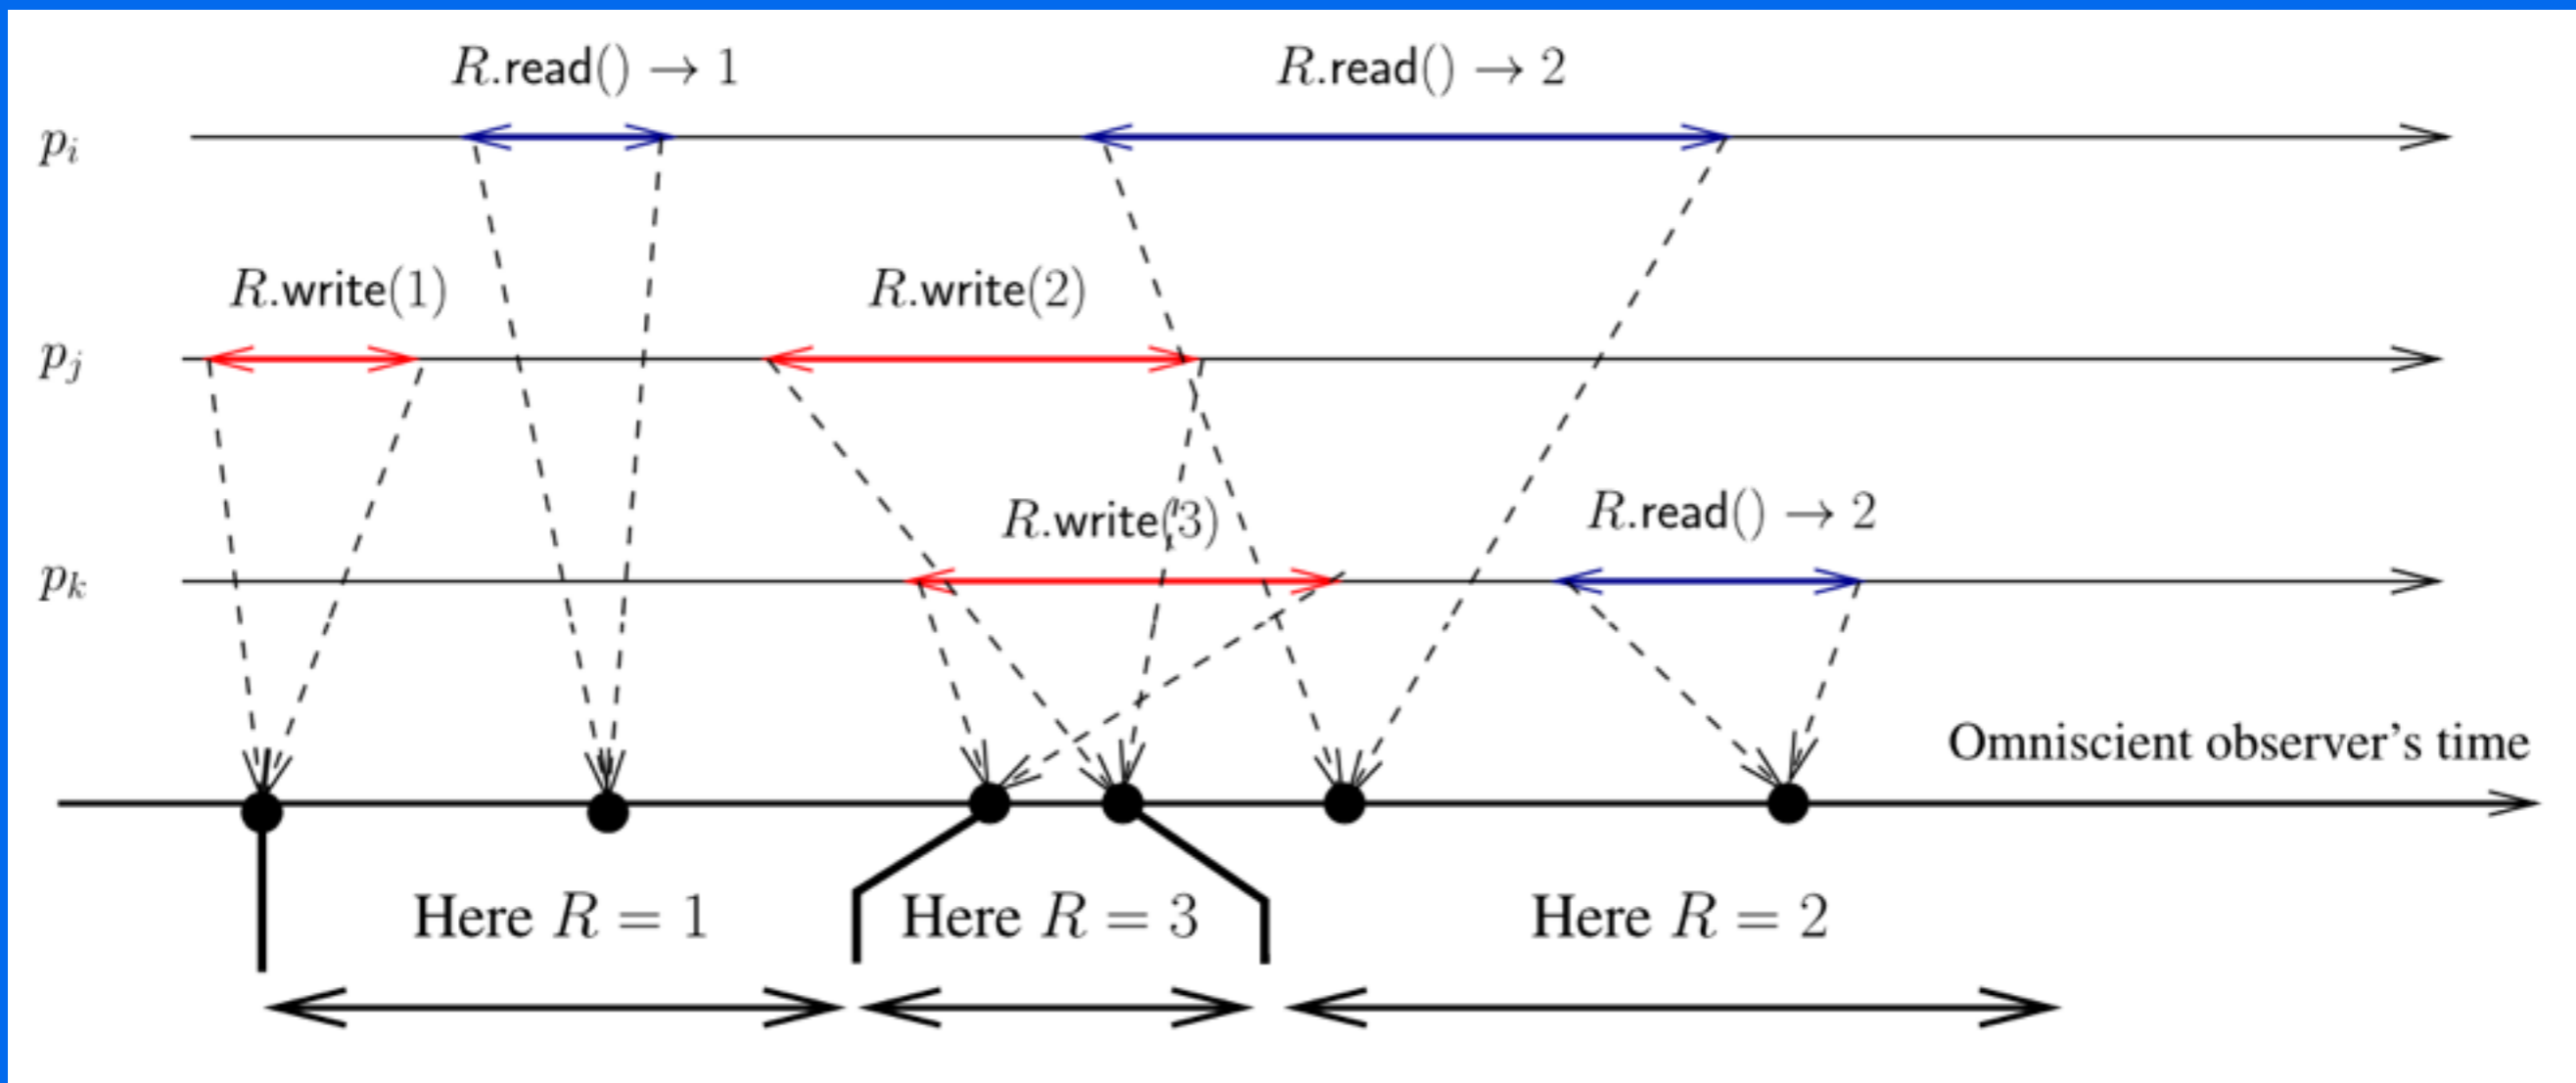 R.read() → 1 R.read() → 2
p_i
R.write(1) R.write(2)
p_j
R.write(3) R.read() → 2
p_k
Omniscient observer's time
Here R = 1 Here R = 3 Here R = 2